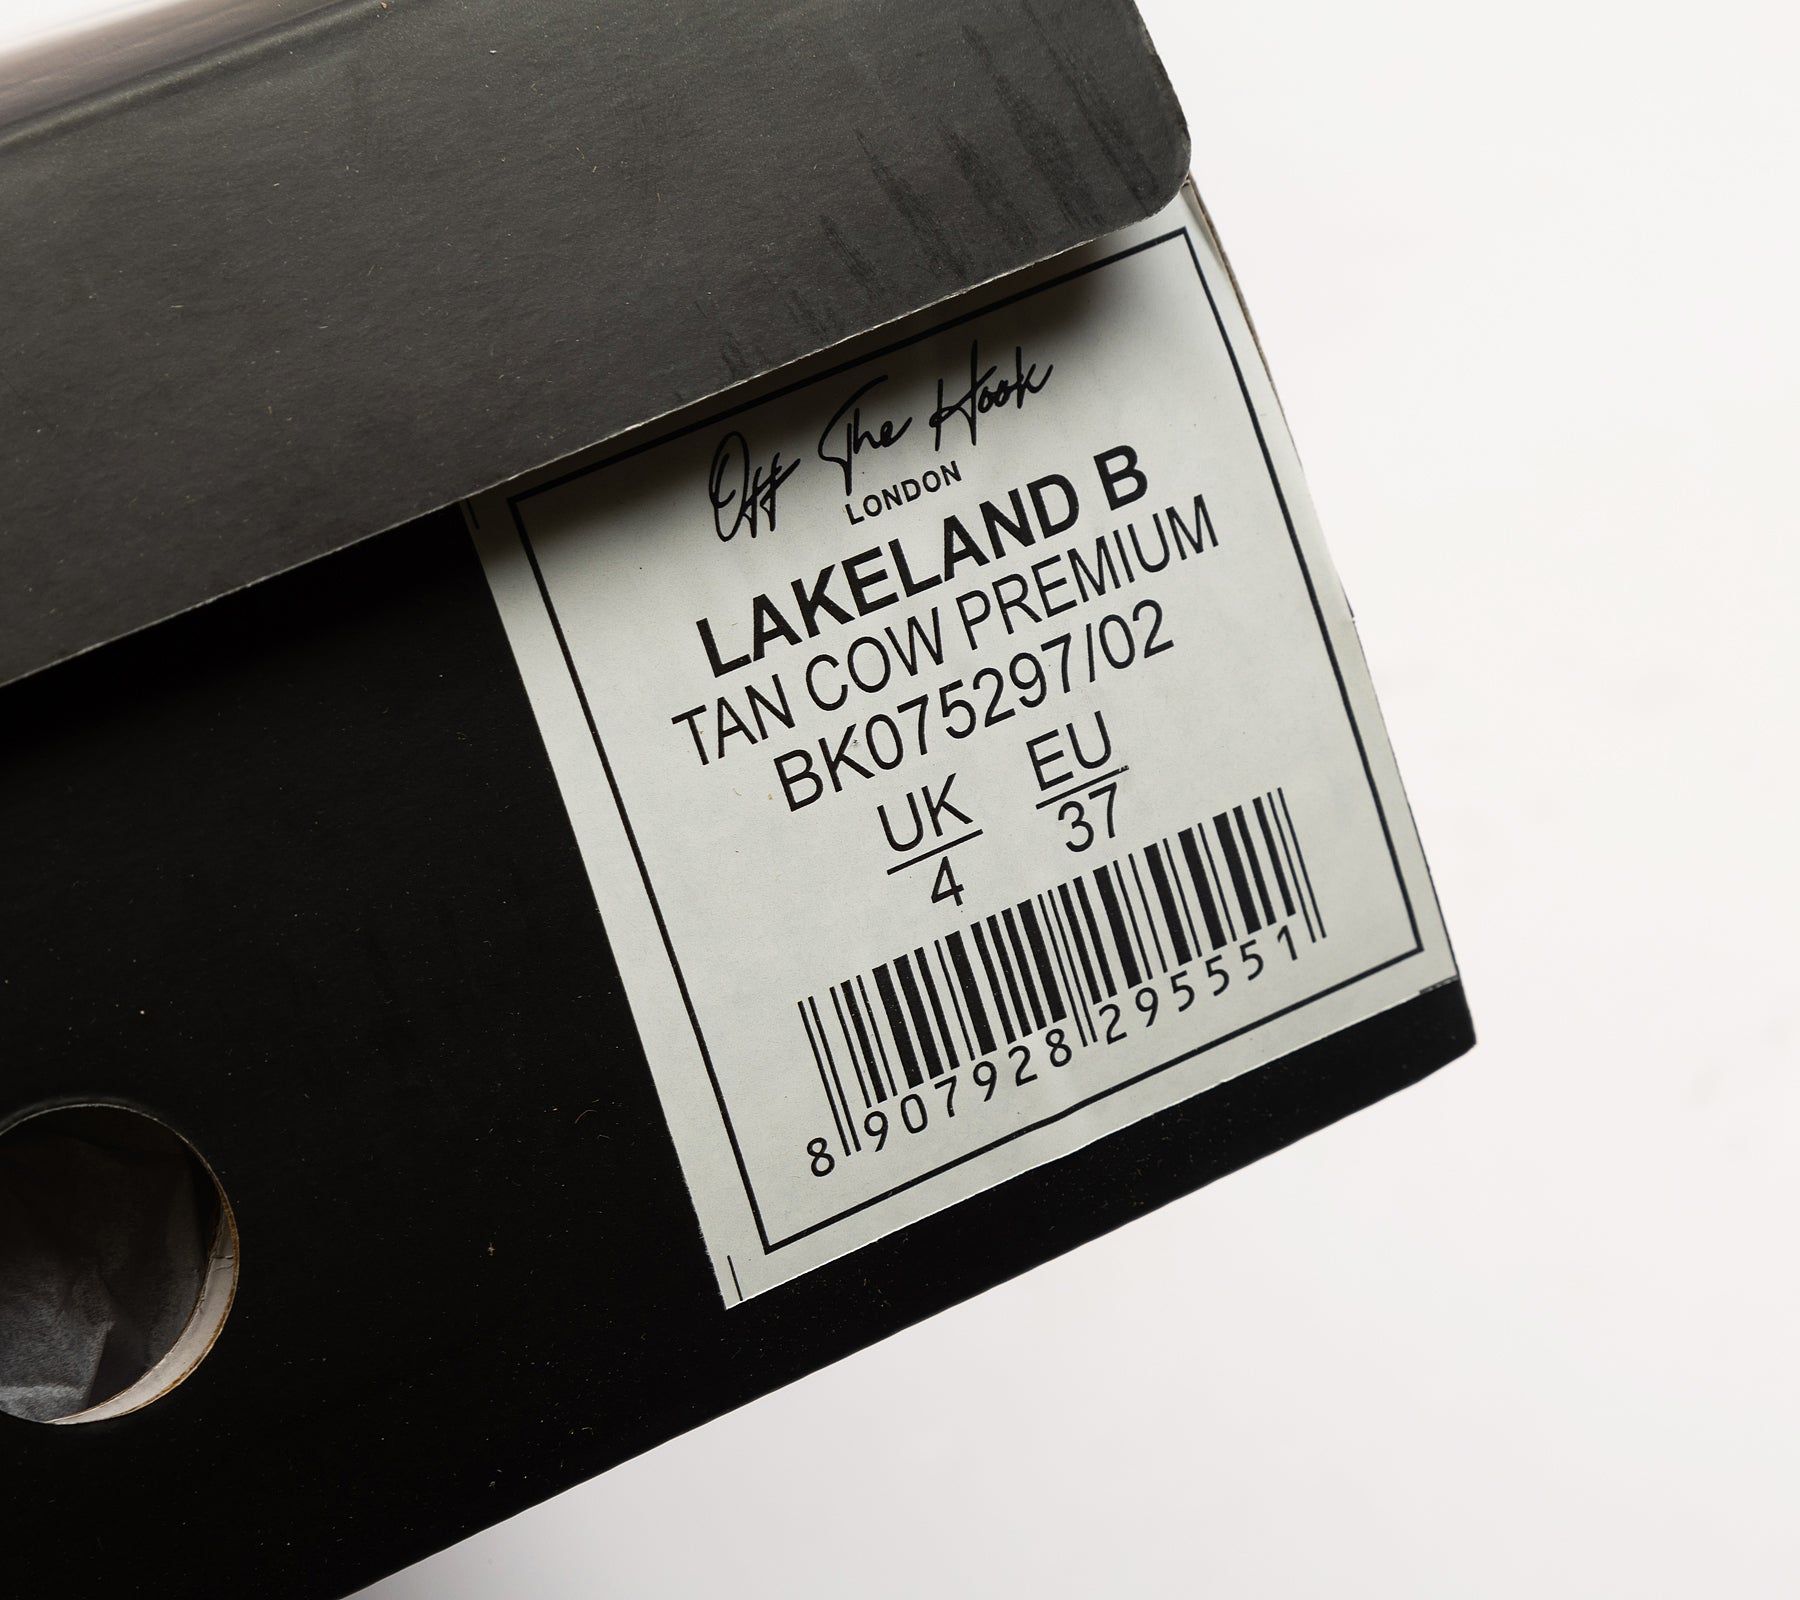 Off The Hook
LONDON
LAKELAND B
TAN COW PREMIUM
BK075297/02
UK EU
4 37
8 907928 295551